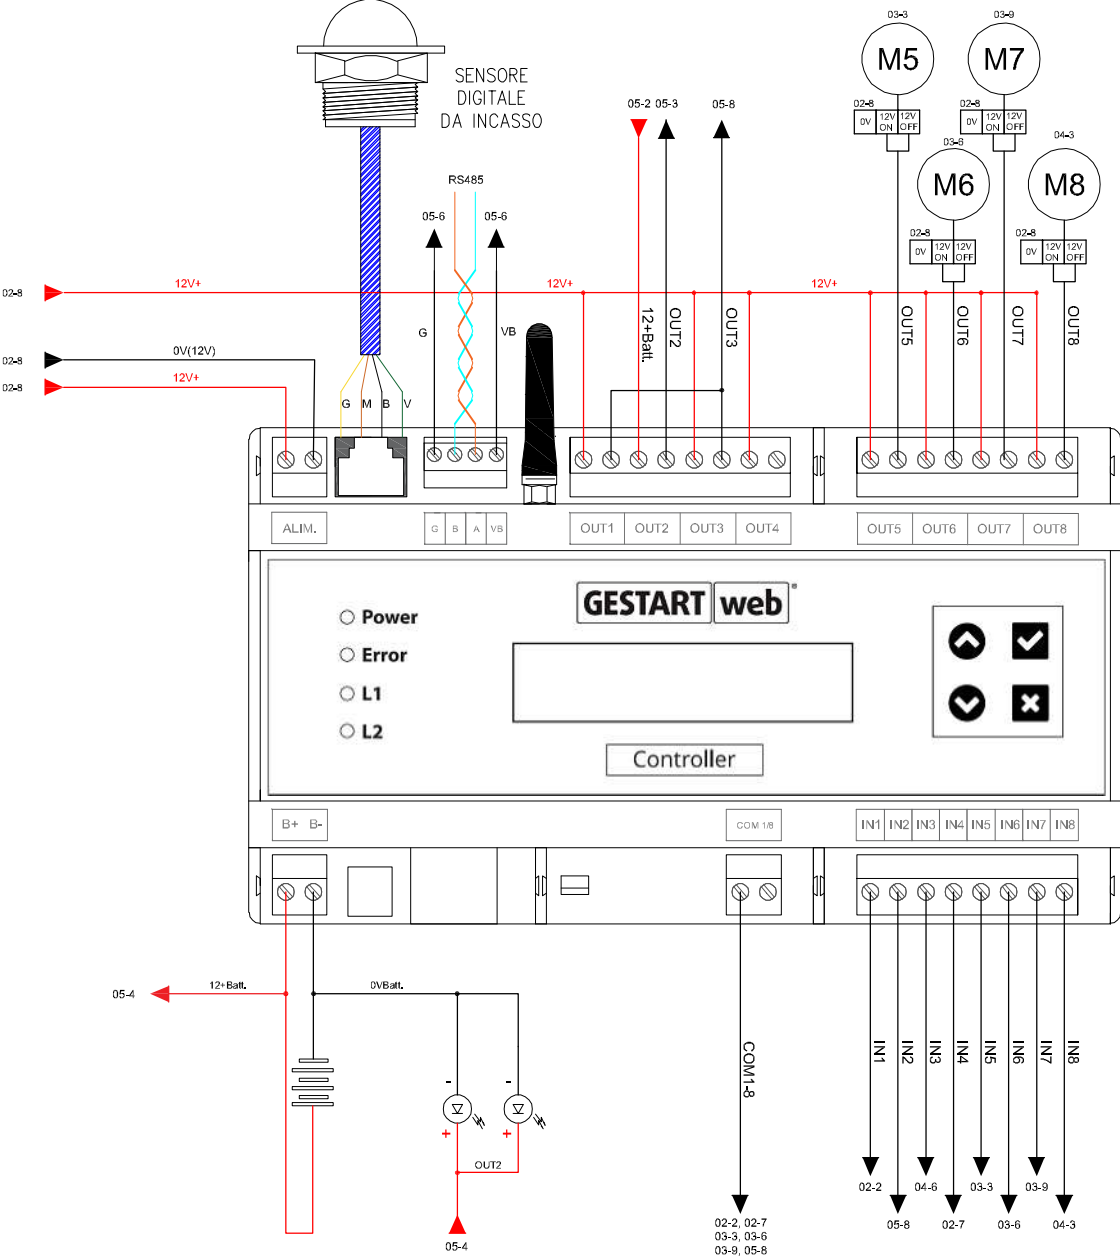 03-3
03-9
M5
M7
SENSORE
DIGITALE
DA INCASSO
02-8
0V
12V ON
12V OFF
02-8
0V
12V ON
12V OFF
05-2
05-3
05-8
03-6
04-3
M6
M8
RS485
05-6
05-6
02-8
0V
12V ON
12V OFF
02-8
0V
12V ON
12V OFF
02-8
12V+
12V+
12V+
G
VB
12+Batt.
OUT2
OUT3
OUT5
OUT6
OUT7
OUT8
02-8
0V(12V)
02-8
12V+
G M B V
ALIM.
G B A VB
OUT1 OUT2 OUT3 OUT4
OUT5 OUT6 OUT7 OUT8
GESTART web®
Power
Error
L1
L2
Controller
B+ B-
COM 1/8
IN1 IN2 IN3 IN4 IN5 IN6 IN7 IN8
05-4
12+Batt.
0VBatt.
COM1-8
IN1
IN2
IN3
IN4
IN5
IN6
IN7
IN8
-
-
+
+
OUT2
05-4
02-2, 02-7
03-3, 03-6
03-9, 05-8
02-2
04-6
03-3
03-9
05-8
02-7
03-6
04-3